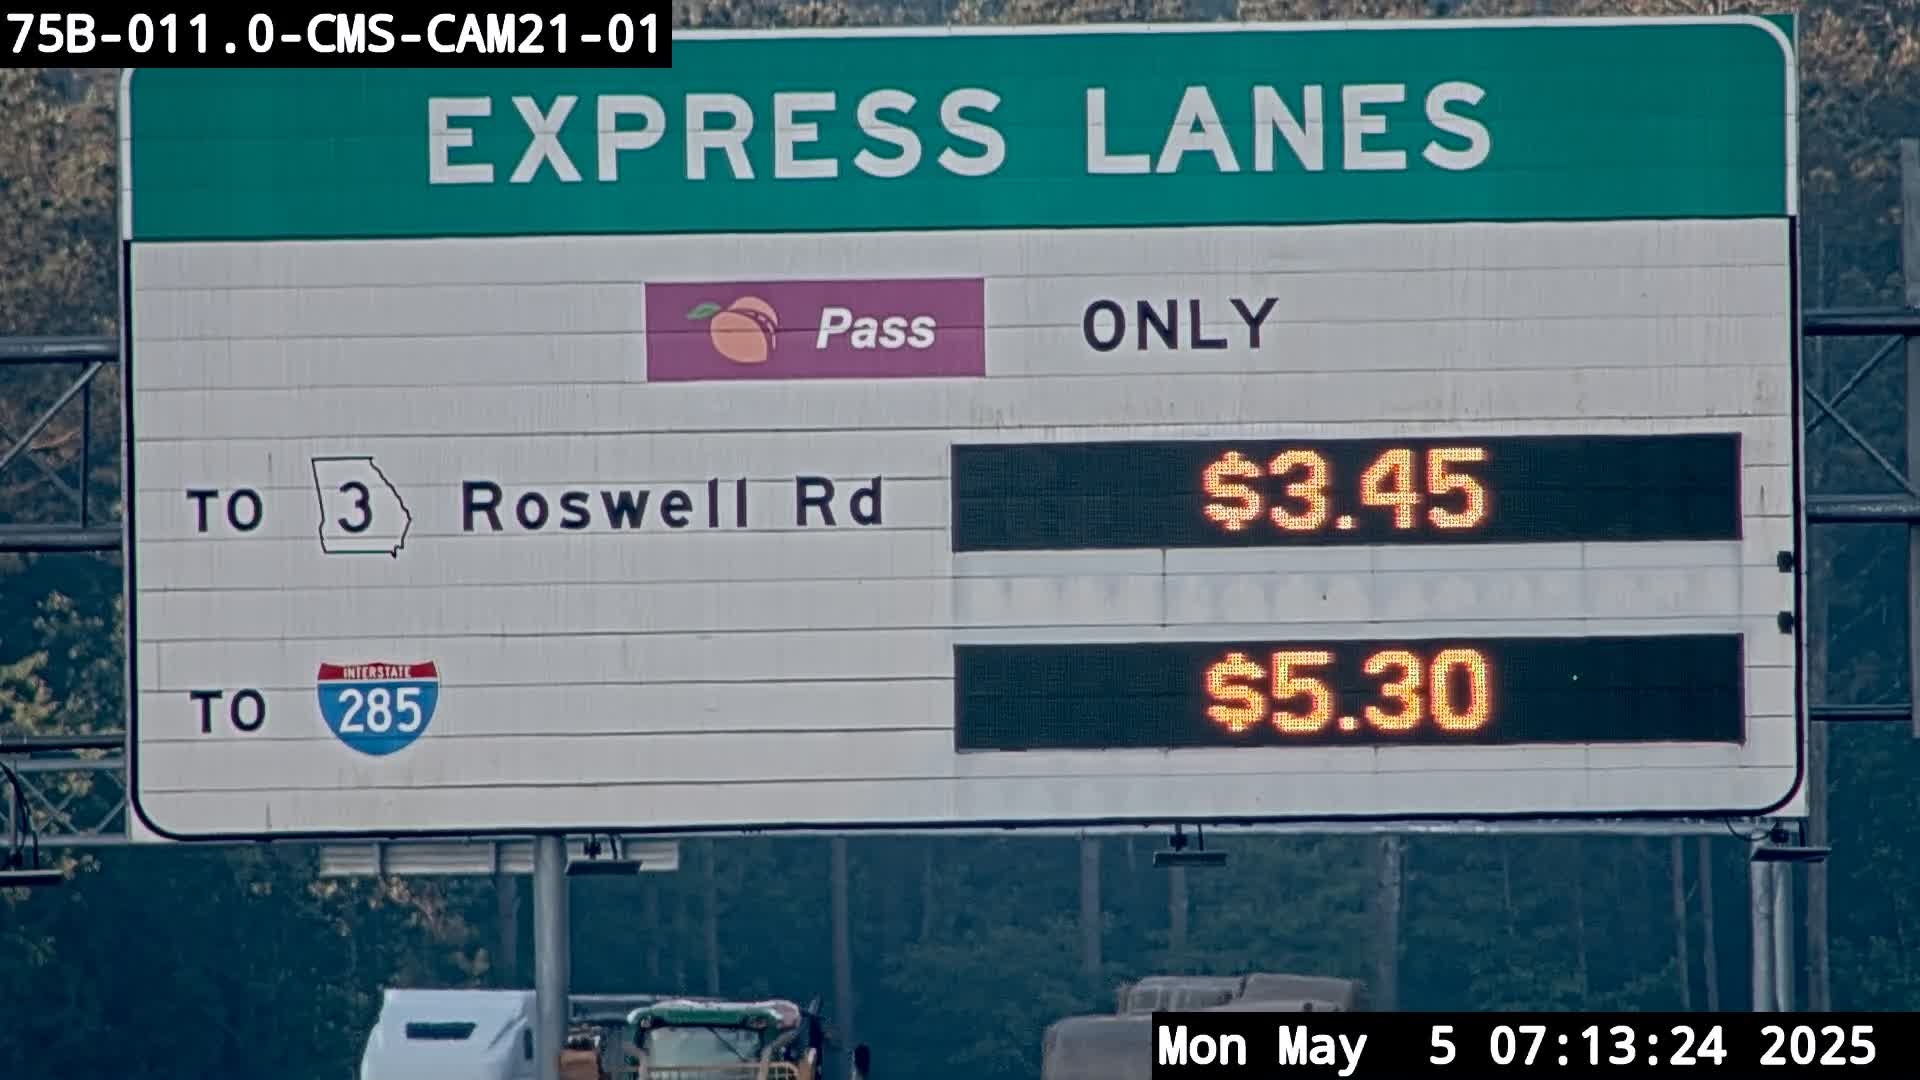 75B-011.0-CMS-CAM21-01
EXPRESS LANES
Pass ONLY
TO 3 Roswell Rd $3.45
INTERSTATE
TO 285 $5.30
Mon May 5 07:13:24 2025